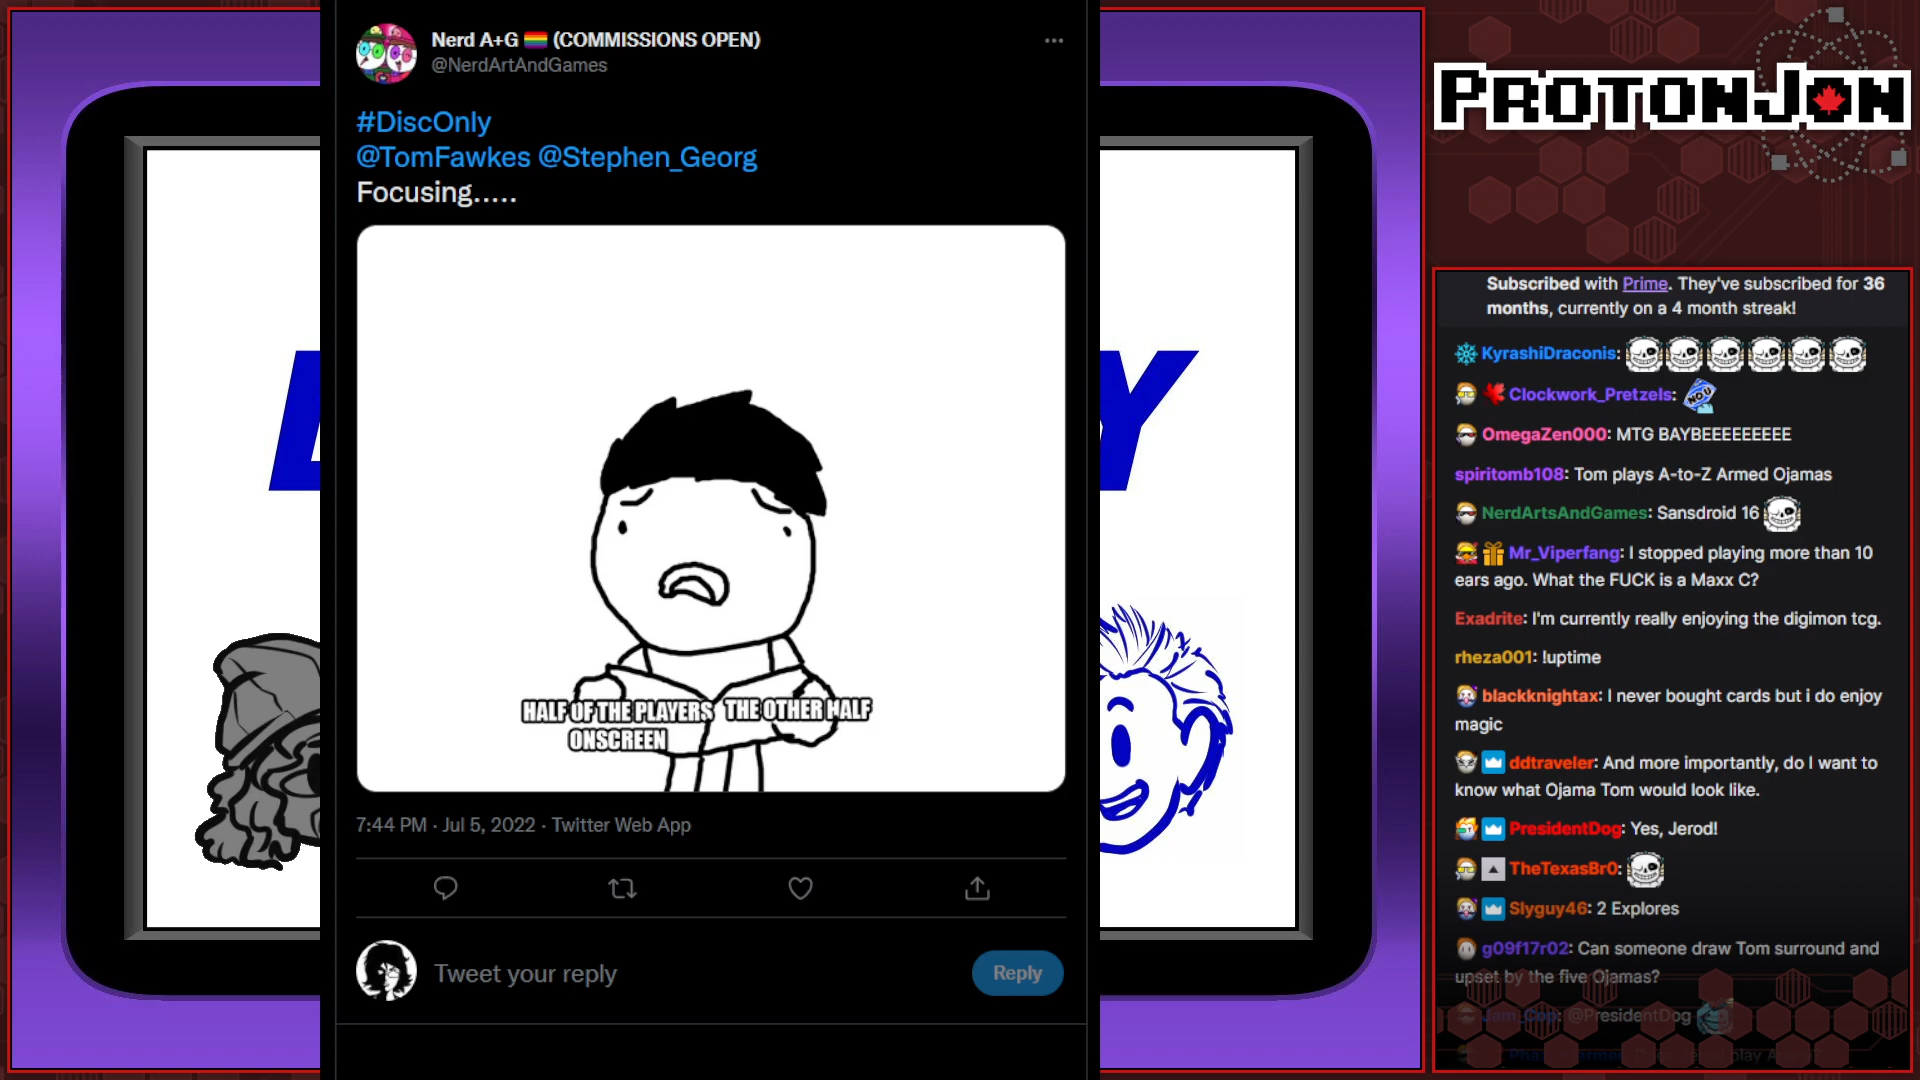 Nerd A+G 🏳️‍🌈 (COMMISSIONS OPEN)
@NerdArtAndGames
#DiscOnly
@TomFawkes @Stephen_Georg
Focusing.....
HALF OF THE PLAYERS
ONSCREEN
THE OTHER HALF
7:44 PM · Jul 5, 2022 · Twitter Web App
Tweet your reply
Reply
Y
PROTONJON
Subscribed with Prime. They've subscribed for 36
months, currently on a 4 month streak!
KyrashiDraconis:
Clockwork_Pretzels:
OmegaZen000: MTG BAYBEEEEEEEEE
spiritomb108: Tom plays A-to-Z Armed Ojamas
NerdArtsAndGames: Sansdroid 16
Mr_Viperfang: I stopped playing more than 10
ears ago. What the FUCK is a Maxx C?
Exadrite: I'm currently really enjoying the digimon tcg.
rheza001: !uptime
blackknightax: I never bought cards but i do enjoy
magic
ddtraveler: And more importantly, do I want to
know what Ojama Tom would look like.
PresidentDog: Yes, Jerod!
TheTexasBr0:
Slyguy46: 2 Explores
g09f17r02: Can someone draw Tom surround and
upset by the five Ojamas?
Jam_Cop: @PresidentDog
play